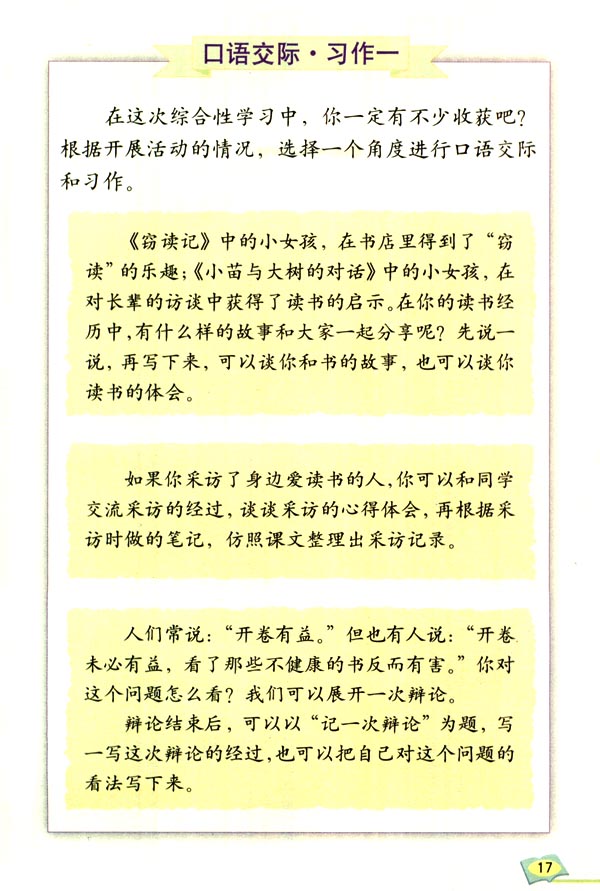 口语交际·习作一
在这次综合性学习中，你一定有不少收获吧？
根据开展活动的情况，选择一个角度进行口语交际
和习作。
《窃读记》中的小女孩，在书店里得到了“窃
读”的乐趣；《小苗与大树的对话》中的小女孩，在
对长辈的访谈中获得了读书的启示。在你的读书经
历中，有什么样的故事和大家一起分享呢？先说一
说，再写下来，可以谈你和书的故事，也可以谈你
读书的体会。
如果你采访了身边爱读书的人，你可以和同学
交流采访的经过，谈谈采访的心得体会，再根据采
访时做的笔记，仿照课文整理出采访记录。
人们常说：“开卷有益。”但也有人说：“开卷
未必有益，看了那些不健康的书反而有害。”你对
这个问题怎么看？我们可以展开一次辩论。
辩论结束后，可以以“记一次辩论”为题，写
一写这次辩论的经过，也可以把自己对这个问题的
看法写下来。
17